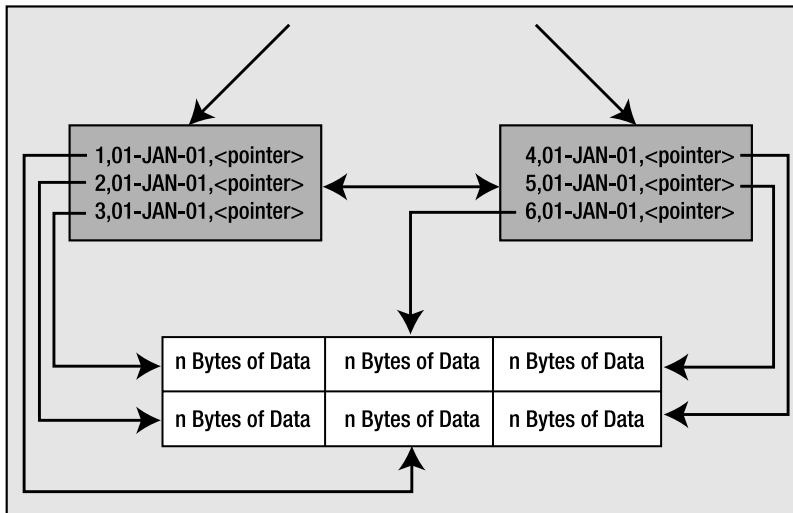 1,01-JAN-01,<pointer>
2,01-JAN-01,<pointer>
3,01-JAN-01,<pointer>
4,01-JAN-01,<pointer>
5,01-JAN-01,<pointer>
6,01-JAN-01,<pointer>
n Bytes of Data n Bytes of Data n Bytes of Data
n Bytes of Data n Bytes of Data n Bytes of Data